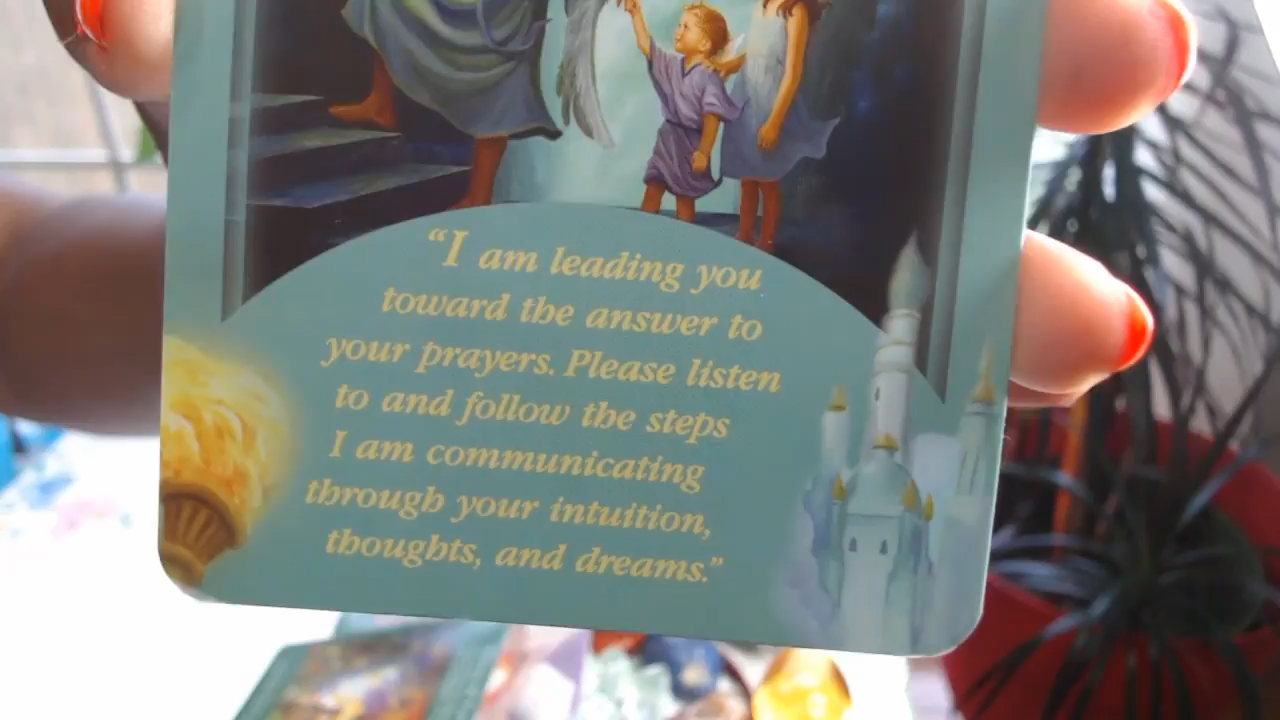 “I am leading you
toward the answer to
your prayers. Please listen
to and follow the steps
I am communicating
through your intuition,
thoughts, and dreams.”